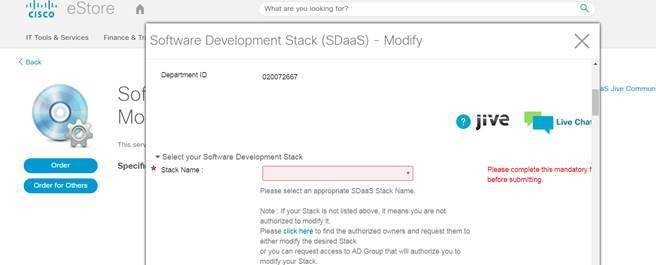 CISCO
eStore
What are you looking for?
IT Tools & Services
Finance & Tr
Back
Sof
Mo
This serv
Order
Order for Others
Specifi
aS Jive Commun
Software Development Stack (SDaaS) - Modify
Department ID
020072667
? jive
Live Chat
Select your Software Development Stack
* Stack Name :
Please complete this mandatory f
before submitting.
Please select an appropriate SDaaS Stack Name.
Note : If your Stack is not listed above, it means you are not
authorized to modify it.
Please click here to find the authorized owners and request them to
either modify the desired Stack
or you can request access to AD Group that will authorize you to
modify your Stack.